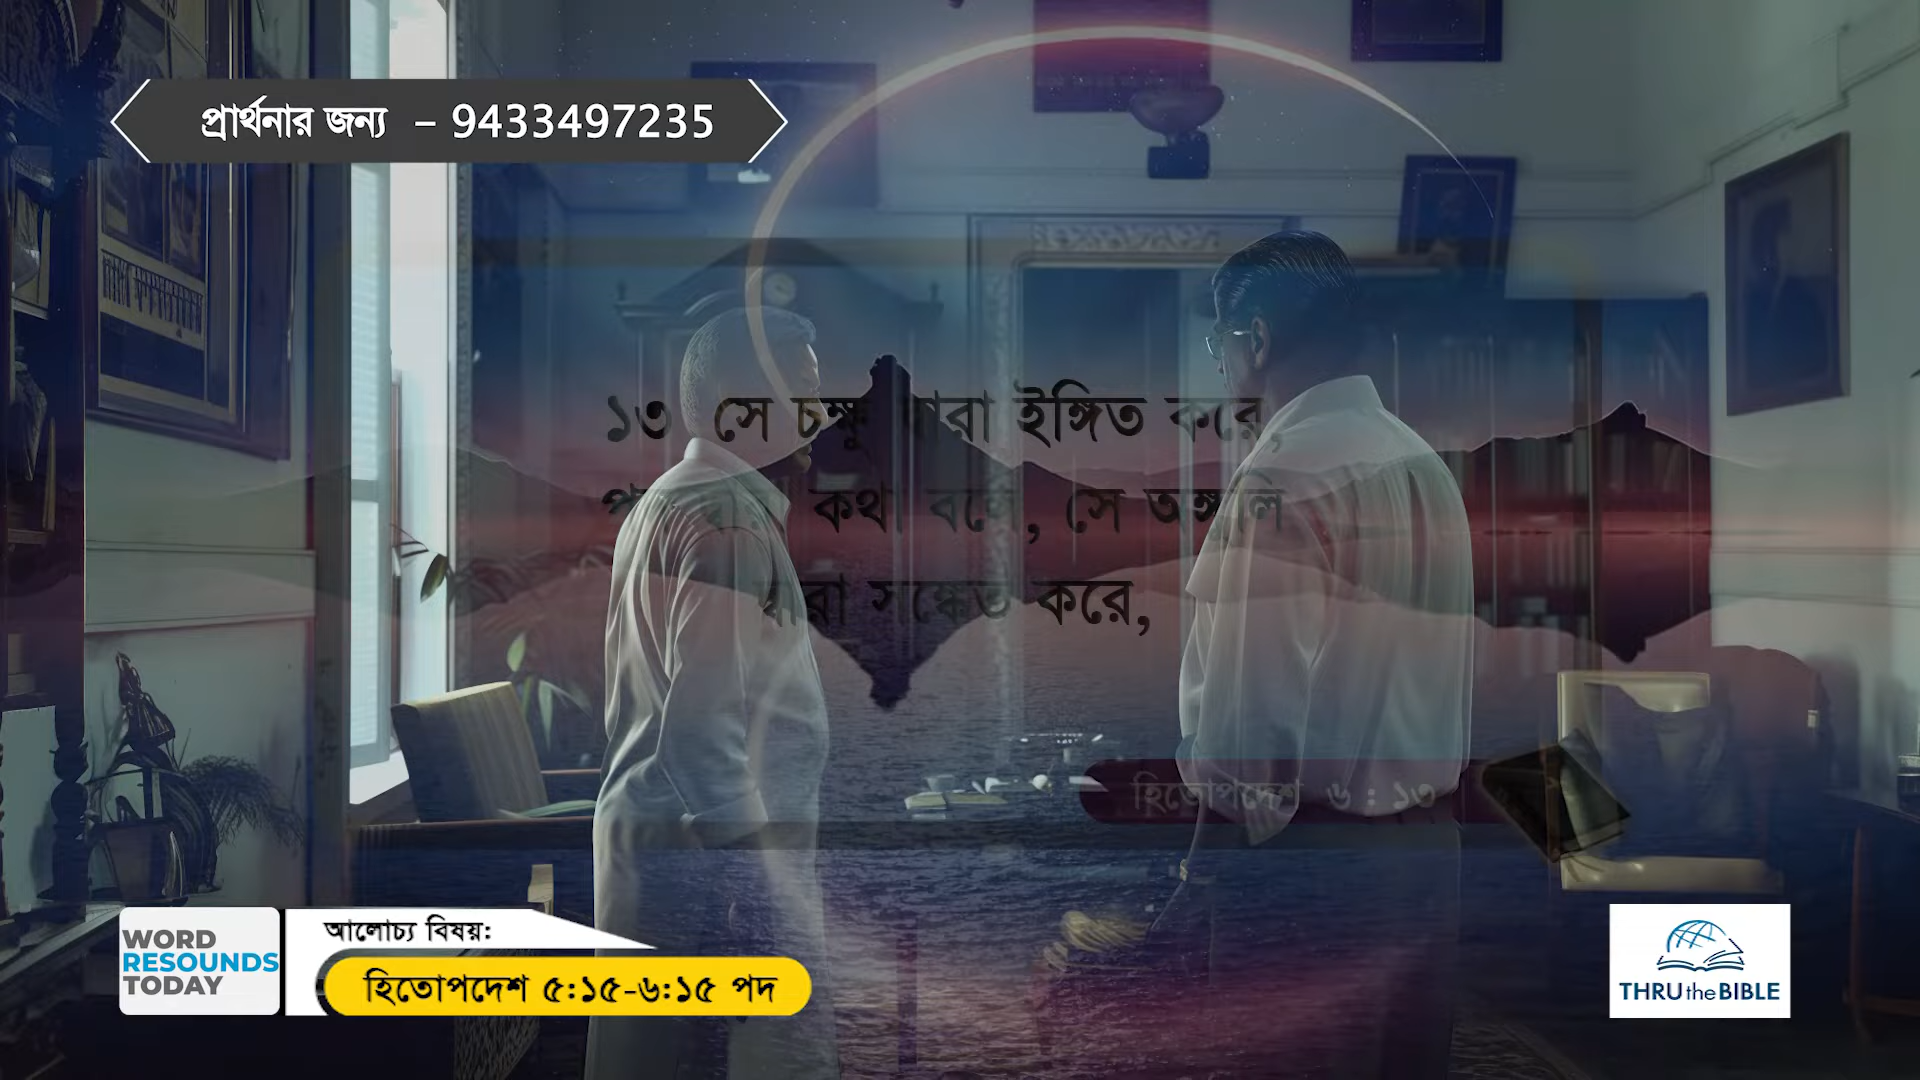 প্রার্থনার জন্য – 9433497235
১৩ সে চক্ষু দ্বারা ইঙ্গিত করে,
কথা বলে, সে অঙ্গুলি
দ্বারা সঙ্কেত করে,
হিতোপদেশ ৬ : ১৩
WORD
RESOUNDS
TODAY
আলোচ্য বিষয়:
হিতোপদেশ ৫:১৫-৬:১৫ পদ
THRU the BIBLE